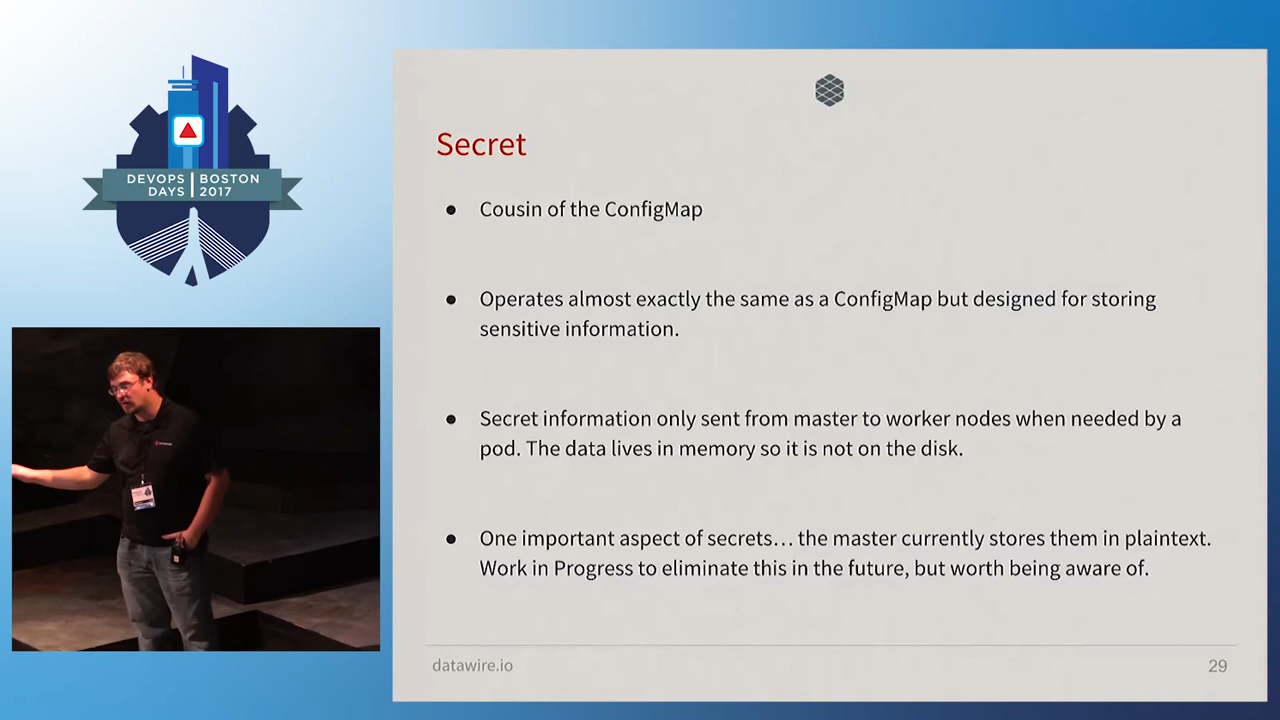 DEVOPS BOSTON
DAYS 2017
Secret
● Cousin of the ConfigMap
● Operates almost exactly the same as a ConfigMap but designed for storing
sensitive information.
● Secret information only sent from master to worker nodes when needed by a
pod. The data lives in memory so it is not on the disk.
● One important aspect of secrets… the master currently stores them in plaintext.
Work in Progress to eliminate this in the future, but worth being aware of.
datawire.io
29